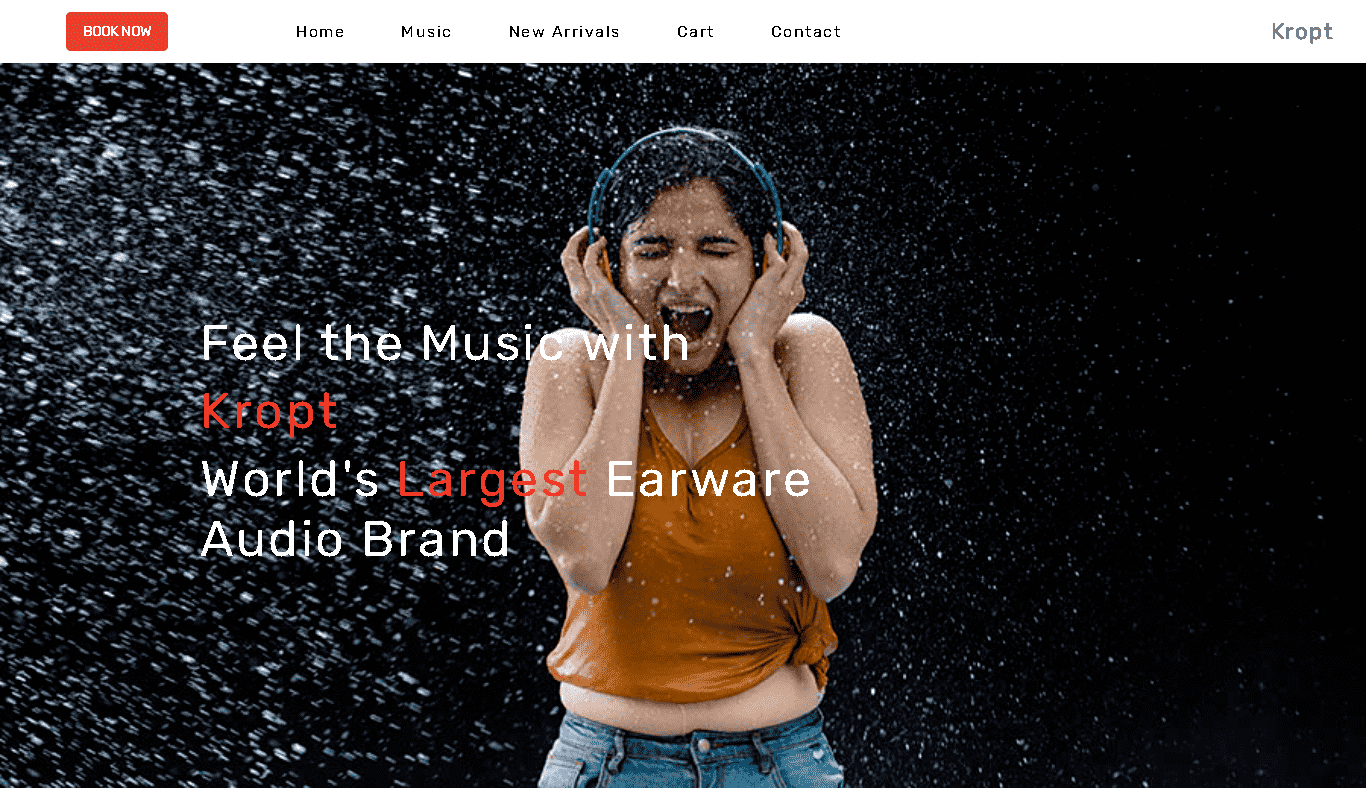 BOOK NOW
Home
Music
New Arrivals
Cart
Contact
Kropt
Feel the Music with
Kropt
World's Largest Earware
Audio Brand